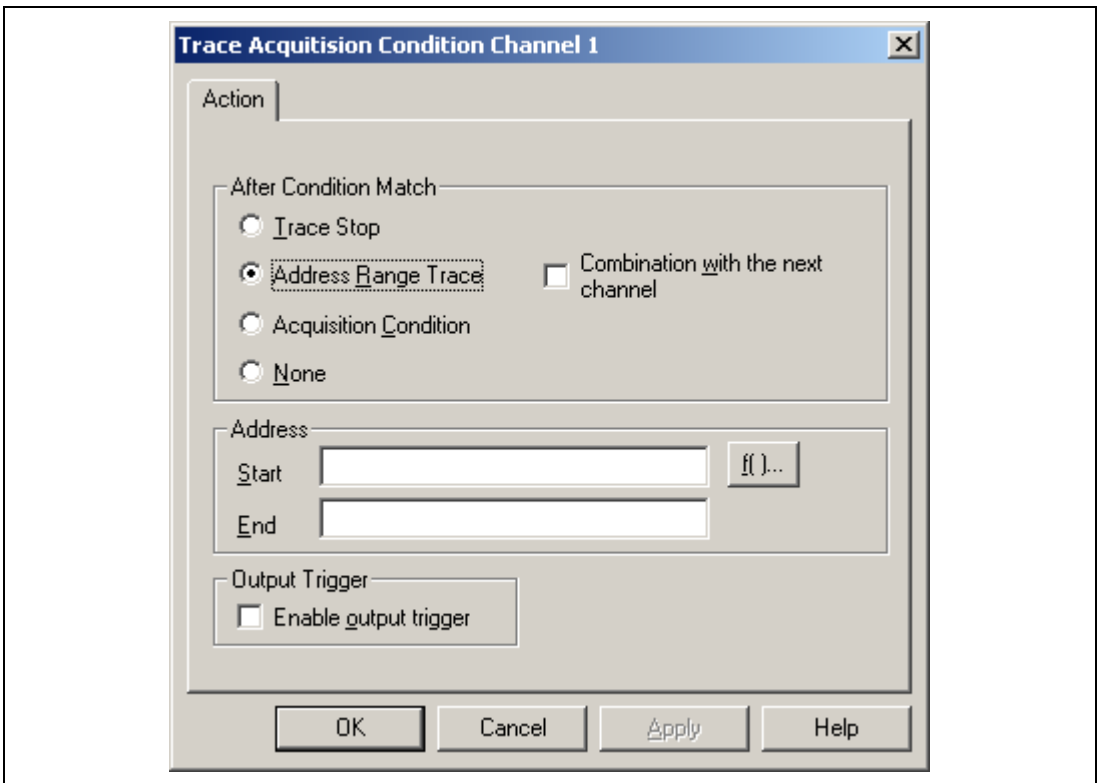 Trace Acquitision Condition Channel 1
Action
After Condition Match
Trace Stop
Address Range Trace
Combination with the next
channel
Acquisition Condition
None
Address
Start
f( )...
End
Output Trigger
Enable output trigger
OK
Cancel
Apply
Help